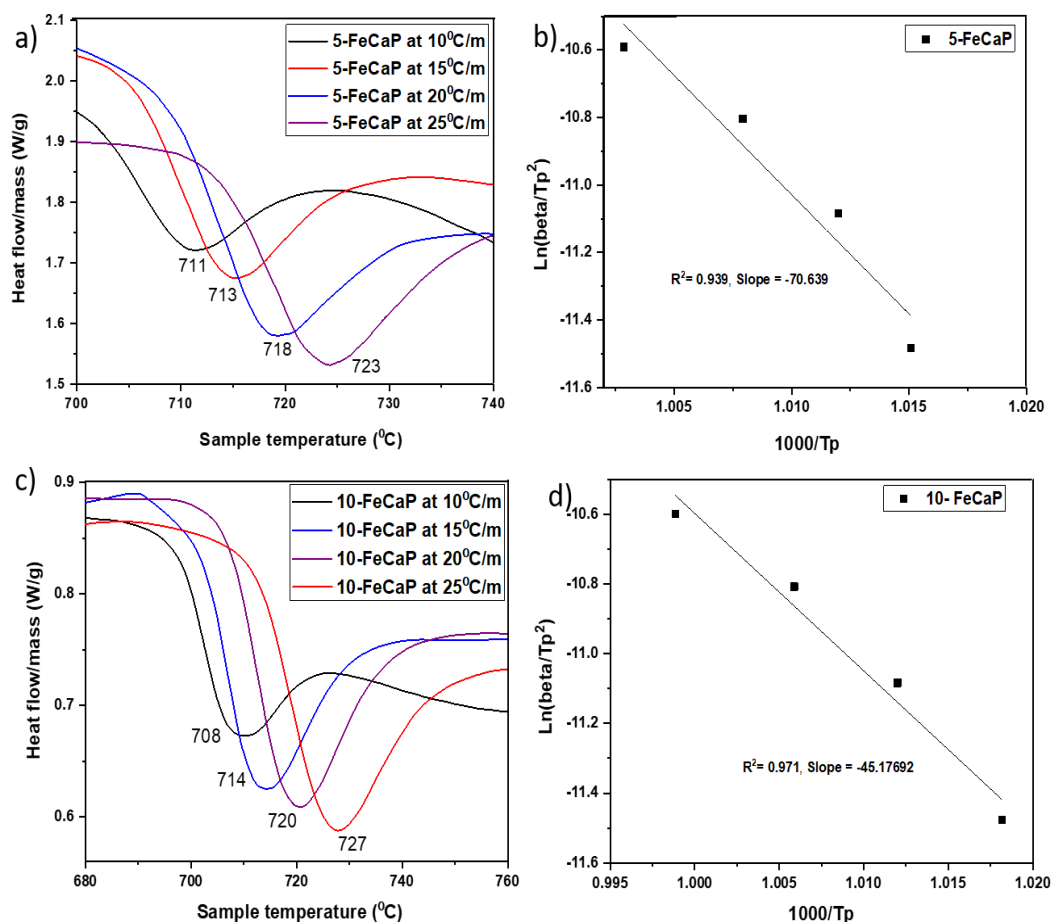 a)
5-FeCaP at 10⁰C/m
5-FeCaP at 15⁰C/m
5-FeCaP at 20⁰C/m
5-FeCaP at 25⁰C/m
2.1
2.0
1.9
1.8
1.7
1.6
1.5
Heat flow/mass (W/g)
711
713
718
723
700
710
720
730
740
Sample temperature (⁰C)
b)
5-FeCaP
-10.6
-10.8
-11.0
-11.2
-11.4
-11.6
Ln(beta/Tp²)
R²= 0.939, Slope = -70.639
1.005
1.010
1.015
1.020
1000/Tp
c)
10-FeCaP at 10⁰C/m
10-FeCaP at 15⁰C/m
10-FeCaP at 20⁰C/m
10-FeCaP at 25⁰C/m
0.9
0.8
0.7
0.6
Heat flow/mass (W/g)
708
714
720
727
680
700
720
740
760
Sample temperature (⁰C)
d)
10- FeCaP
-10.6
-10.8
-11.0
-11.2
-11.4
-11.6
Ln(beta/Tp²)
R²= 0.971, Slope = -45.17692
0.995
1.000
1.005
1.010
1.015
1.020
1000/Tp